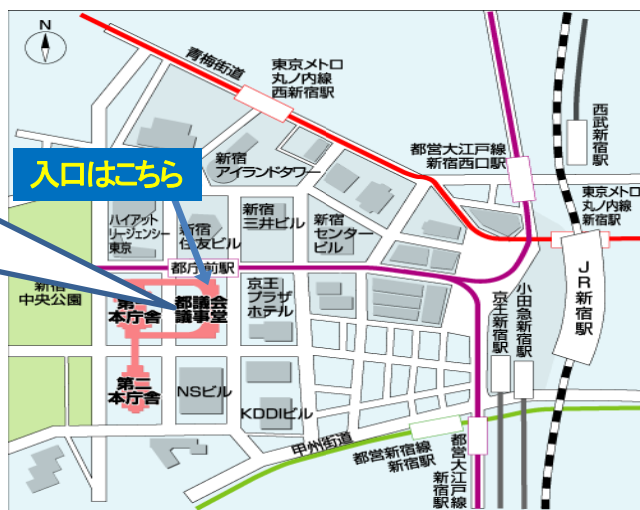 N
青梅街道
東京メトロ
丸ノ内線
西新宿駅
西武新宿駅
都営大江戸線
新宿西口駅
入口はこちら
新宿
アイランドタワー
東京メトロ
丸ノ内線
新宿駅
ハイアット
リージェンシー
東京
新宿
住友ビル
新宿
三井ビル
新宿
センター
ビル
都庁前駅
JR新宿駅
新宿
中央公園
第一
本庁舎
都議会
議事堂
京王
プラザ
ホテル
京王新宿駅
小田急新宿駅
第二
本庁舎
NSビル
KDDIビル
甲州街道
都営新宿線
新宿駅
都営大江戸線
新宿駅